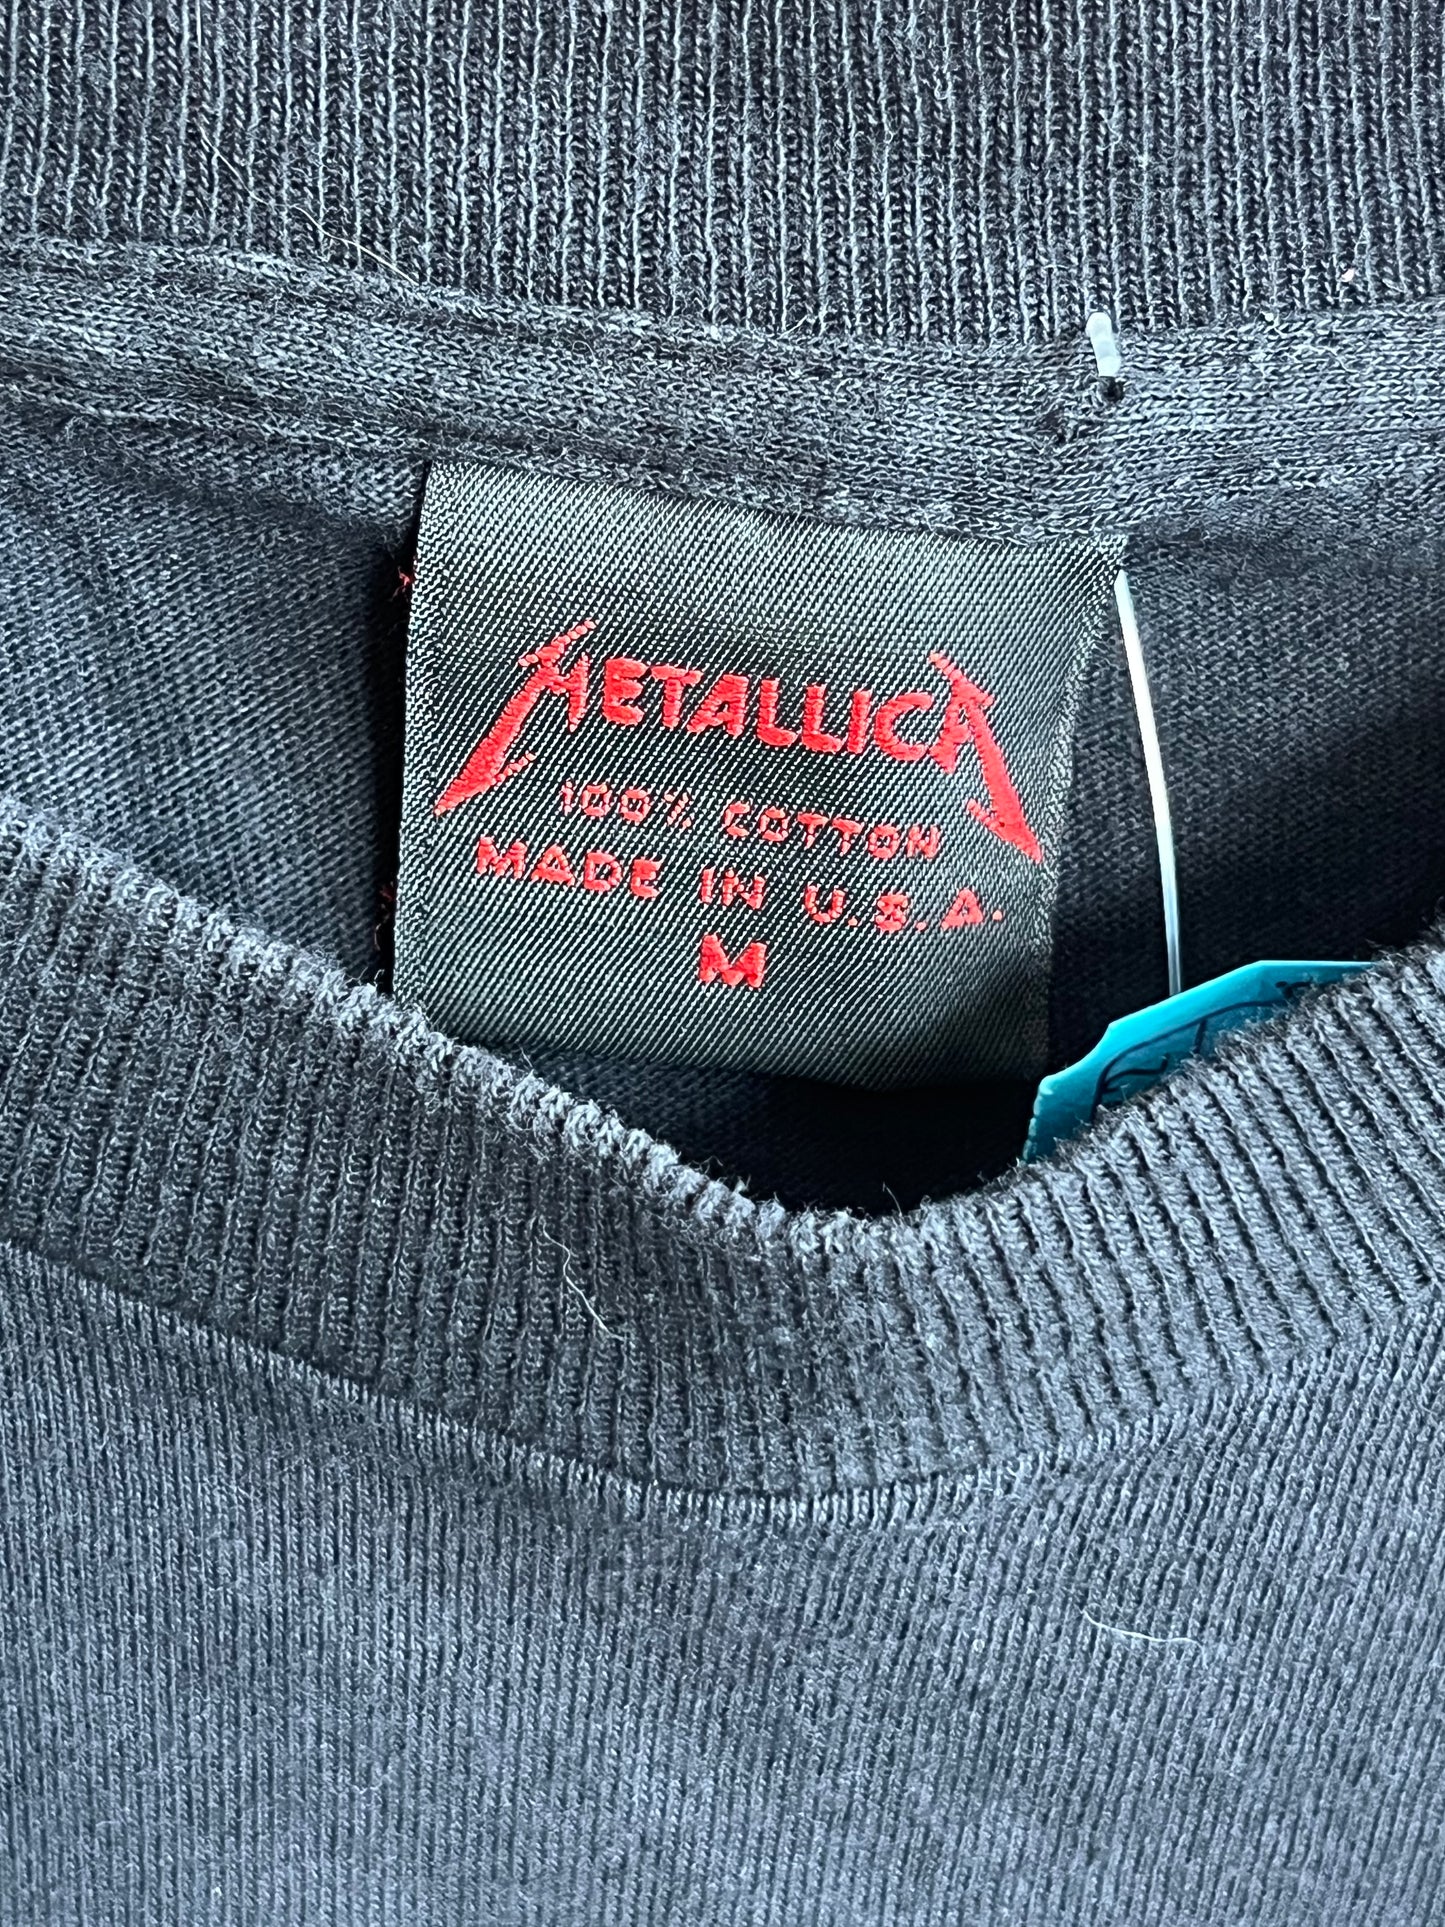 METALLICA
100% COTTON
MADE IN U.S.A.
M